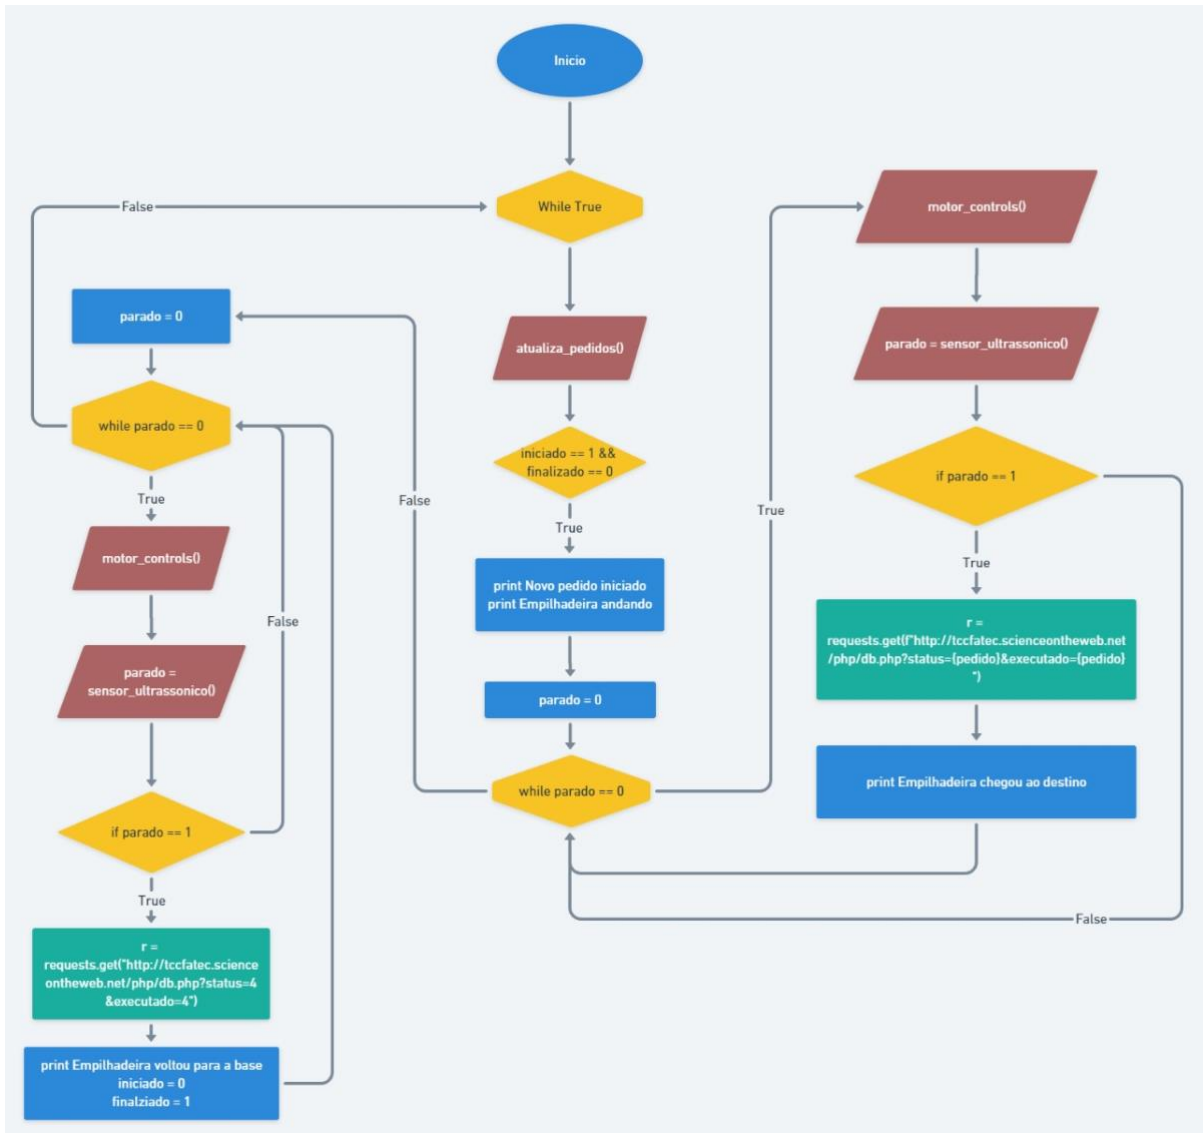 Inicio
While True
False
atualiza_pedidos()
iniciado == 1 &&
finalizado == 0
True
print Novo pedido iniciado
print Empilhadeira andando
parado = 0
while parado == 0
True
motor_controls()
parado = sensor_ultrassonico()
if parado == 1
True
r =
requests.get(f"http://tccfatec.scienceontheweb.net
/php/db.php?status={pedido}&executado={pedido}
")
print Empilhadeira chegou ao destino
False
False
parado = 0
while parado == 0
True
motor_controls()
parado =
sensor_ultrassonico()
if parado == 1
False
True
r =
requests.get("http://tccfatec.science
ontheweb.net/php/db.php?status=4
&executado=4")
print Empilhadeira voltou para a base
iniciado = 0
finalziado = 1